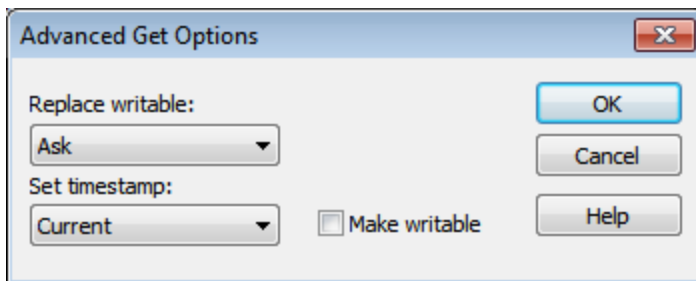 Advanced Get Options
Replace writable:
Ask
Set timestamp:
Current
Make writable
OK
Cancel
Help